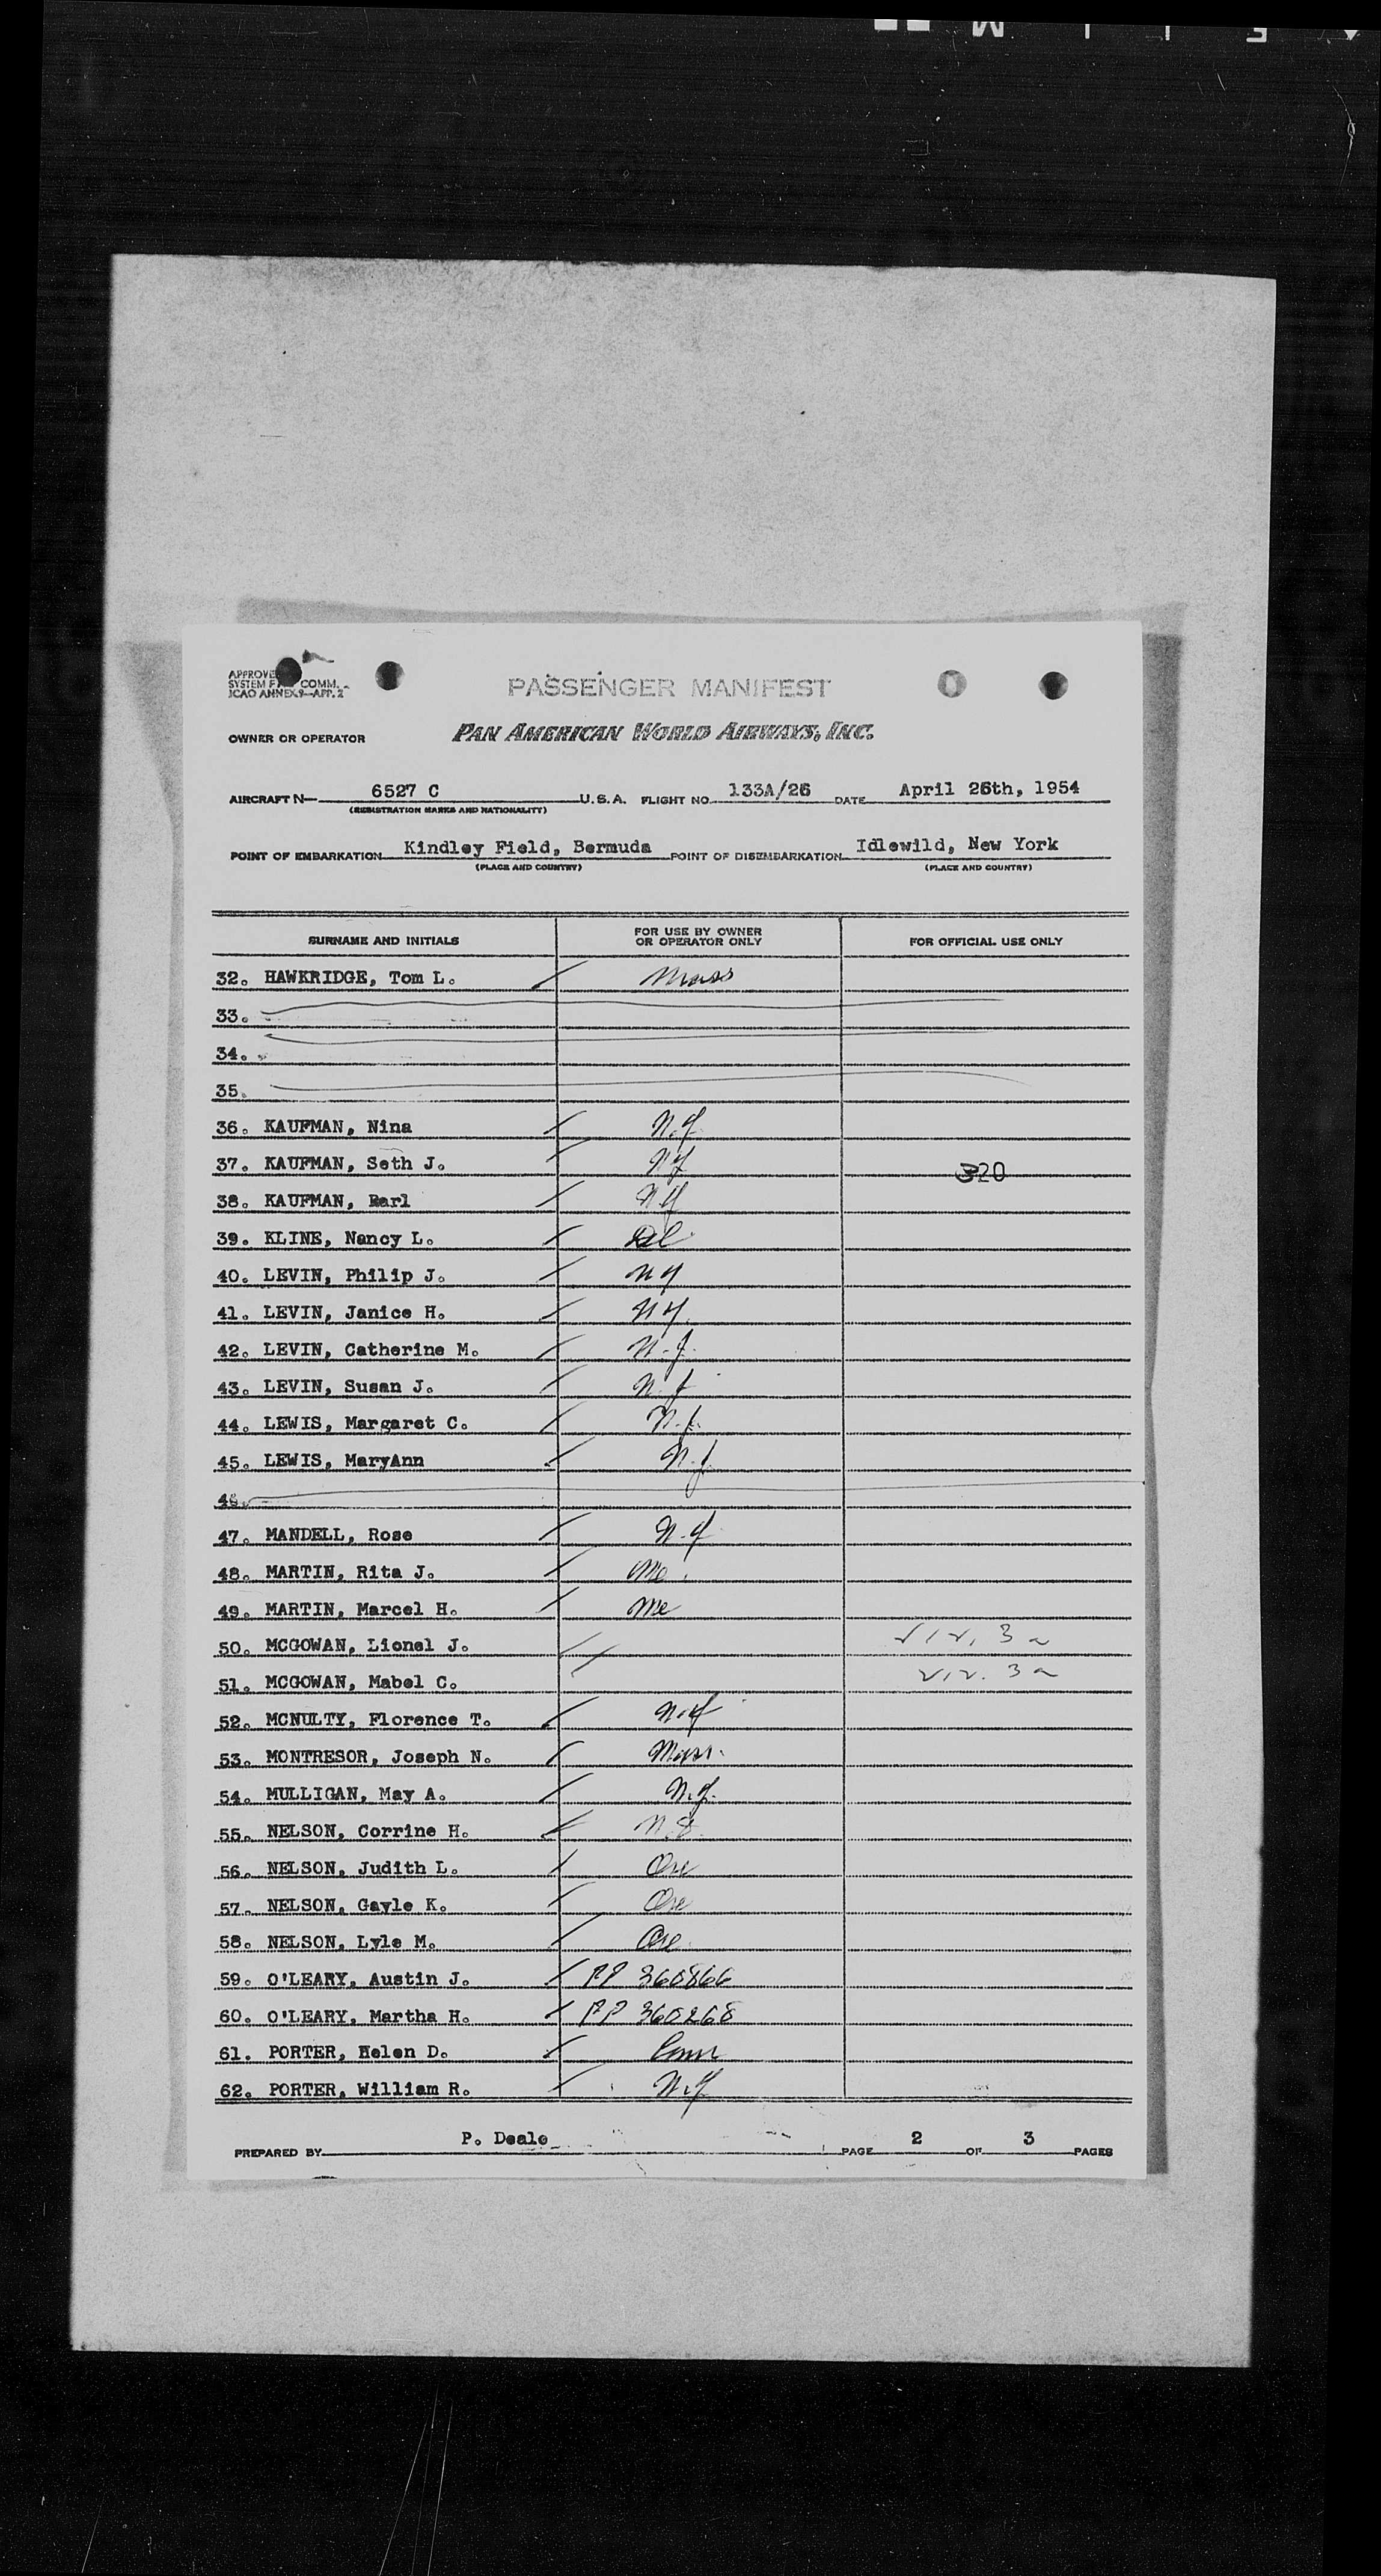 APPROVE
SYSTEM F COMM.
ICAO ANNEX 9—APP. 2
PASSENGER MANIFEST
OWNER OR OPERATOR PAN AMERICAN WORLD AIRWAYS, INC.
AIRCRAFT N— 6527 C U.S.A. FLIGHT NO. 133A/26 DATE April 26th, 1954
(REGISTRATION MARKS AND NATIONALITY)
POINT OF EMBARKATION Kindley Field, Bermuda POINT OF DISEMBARKATION Idlewild, New York
(PLACE AND COUNTRY) (PLACE AND COUNTRY)
SURNAME AND INITIALS FOR USE BY OWNER OR OPERATOR ONLY FOR OFFICIAL USE ONLY
32. HAWKRIDGE, Tom L. Mass
33.
34.
35.
36. KAUFMAN, Nina N.Y.
37. KAUFMAN, Seth J. NY 320
38. KAUFMAN, Earl N.Y
39. KLINE, Nancy L. Del
40. LEVIN, Philip J. NY
41. LEVIN, Janice H. NY.
42. LEVIN, Catherine M. N.J.
43. LEVIN, Susan J. N.J
44. LEWIS, Margaret C. N.J.
45. LEWIS, MaryAnn N.J.
46.
47. MANDELL, Rose N.Y.
48. MARTIN, Rita J. Me.
49. MARTIN, Marcel H. Me
50. MCGOWAN, Lionel J.
51. MCGOWAN, Mabel C.
52. MCNULTY, Florence T. N.Y
53. MONTRESOR, Joseph N. Mass.
54. MULLIGAN, May A. N.Y.
55. NELSON, Corrine H.
56. NELSON, Judith L. Ore
57. NELSON, Gayle K. Ore
58. NELSON, Lyle M. Ore.
59. O'LEARY, Austin J. PP 360866
60. O'LEARY, Martha H. PP 360268
61. PORTER, Helen D. Conn
62. PORTER, William R. N.Y
PREPARED BY P. Deale PAGE 2 OF 3 PAGES